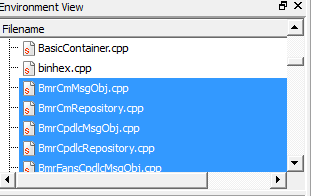 Environment View
Filename
BasicContainer.cpp
binhex.cpp
BmrCmMsgObj.cpp
BmrCmRepository.cpp
BmrCpdlcMsgObj.cpp
BmrCpdlcRepository.cpp
BmrFansCpdlcMsgObj.cpp